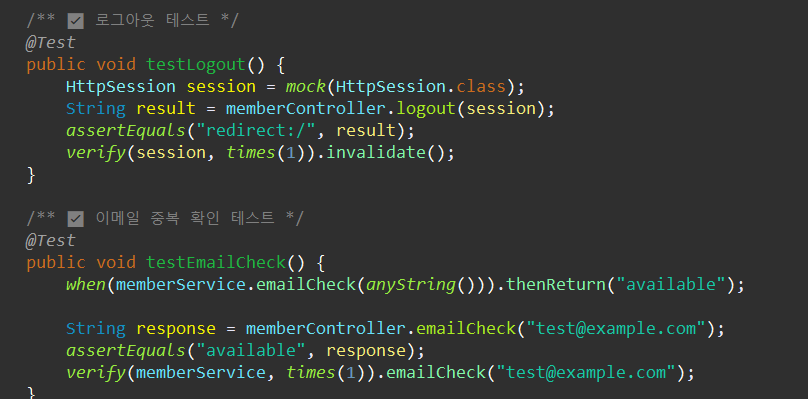 /** ✅ 로그아웃 테스트 */
@Test
public void testLogout() {
    HttpSession session = mock(HttpSession.class);
    String result = memberController.logout(session);
    assertEquals("redirect:/", result);
    verify(session, times(1)).invalidate();
}
/** ✅ 이메일 중복 확인 테스트 */
@Test
public void testEmailCheck() {
    when(memberService.emailCheck(anyString())).thenReturn("available");
    String response = memberController.emailCheck("test@example.com");
    assertEquals("available", response);
    verify(memberService, times(1)).emailCheck("test@example.com");
}